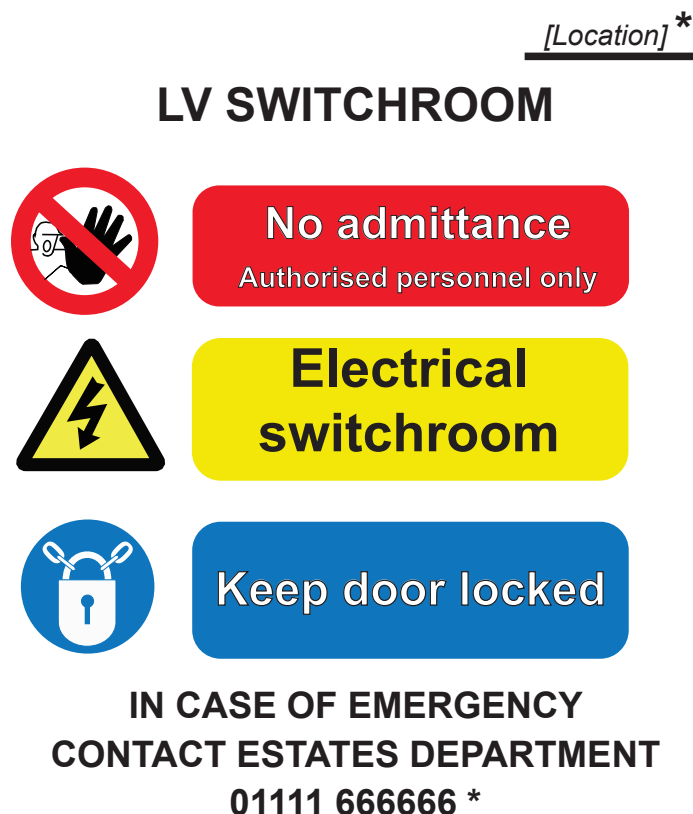 [Location] *
LV SWITCHROOM
No admittance
Authorised personnel only
Electrical
switchroom
Keep door locked
IN CASE OF EMERGENCY
CONTACT ESTATES DEPARTMENT
01111 666666 *